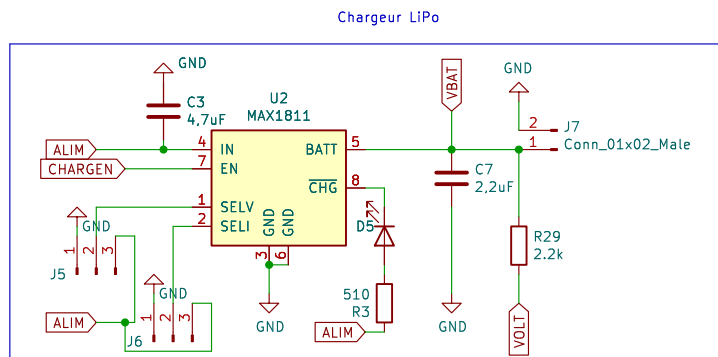 Chargeur LiPo
GND
C3
4,7uF
U2
MAX1811
VBAT
GND
2
J7
1
Conn_01x02_Male
ALIM
4
IN
BATT
5
CHARGEN
7
EN
CHG
8
C7
2,2uF
1
SELV
2
SELI
GND
GND
3
6
D5
R29
2.2k
GND
1
2
3
J5
GND
1
2
3
J6
ALIM
510
R3
ALIM
GND
GND
VOLT